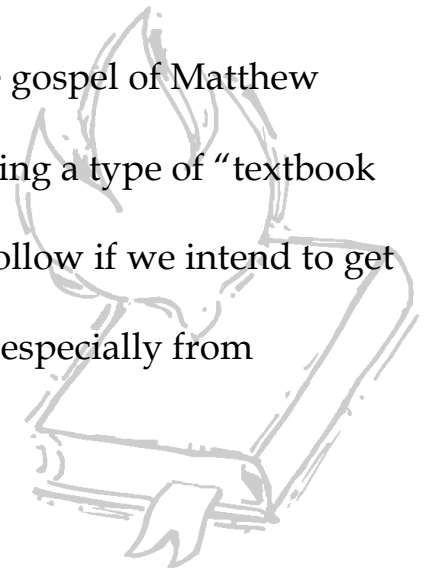 gospel of Matthew
ing a type of “textbook
ollow if we intend to get
especially from